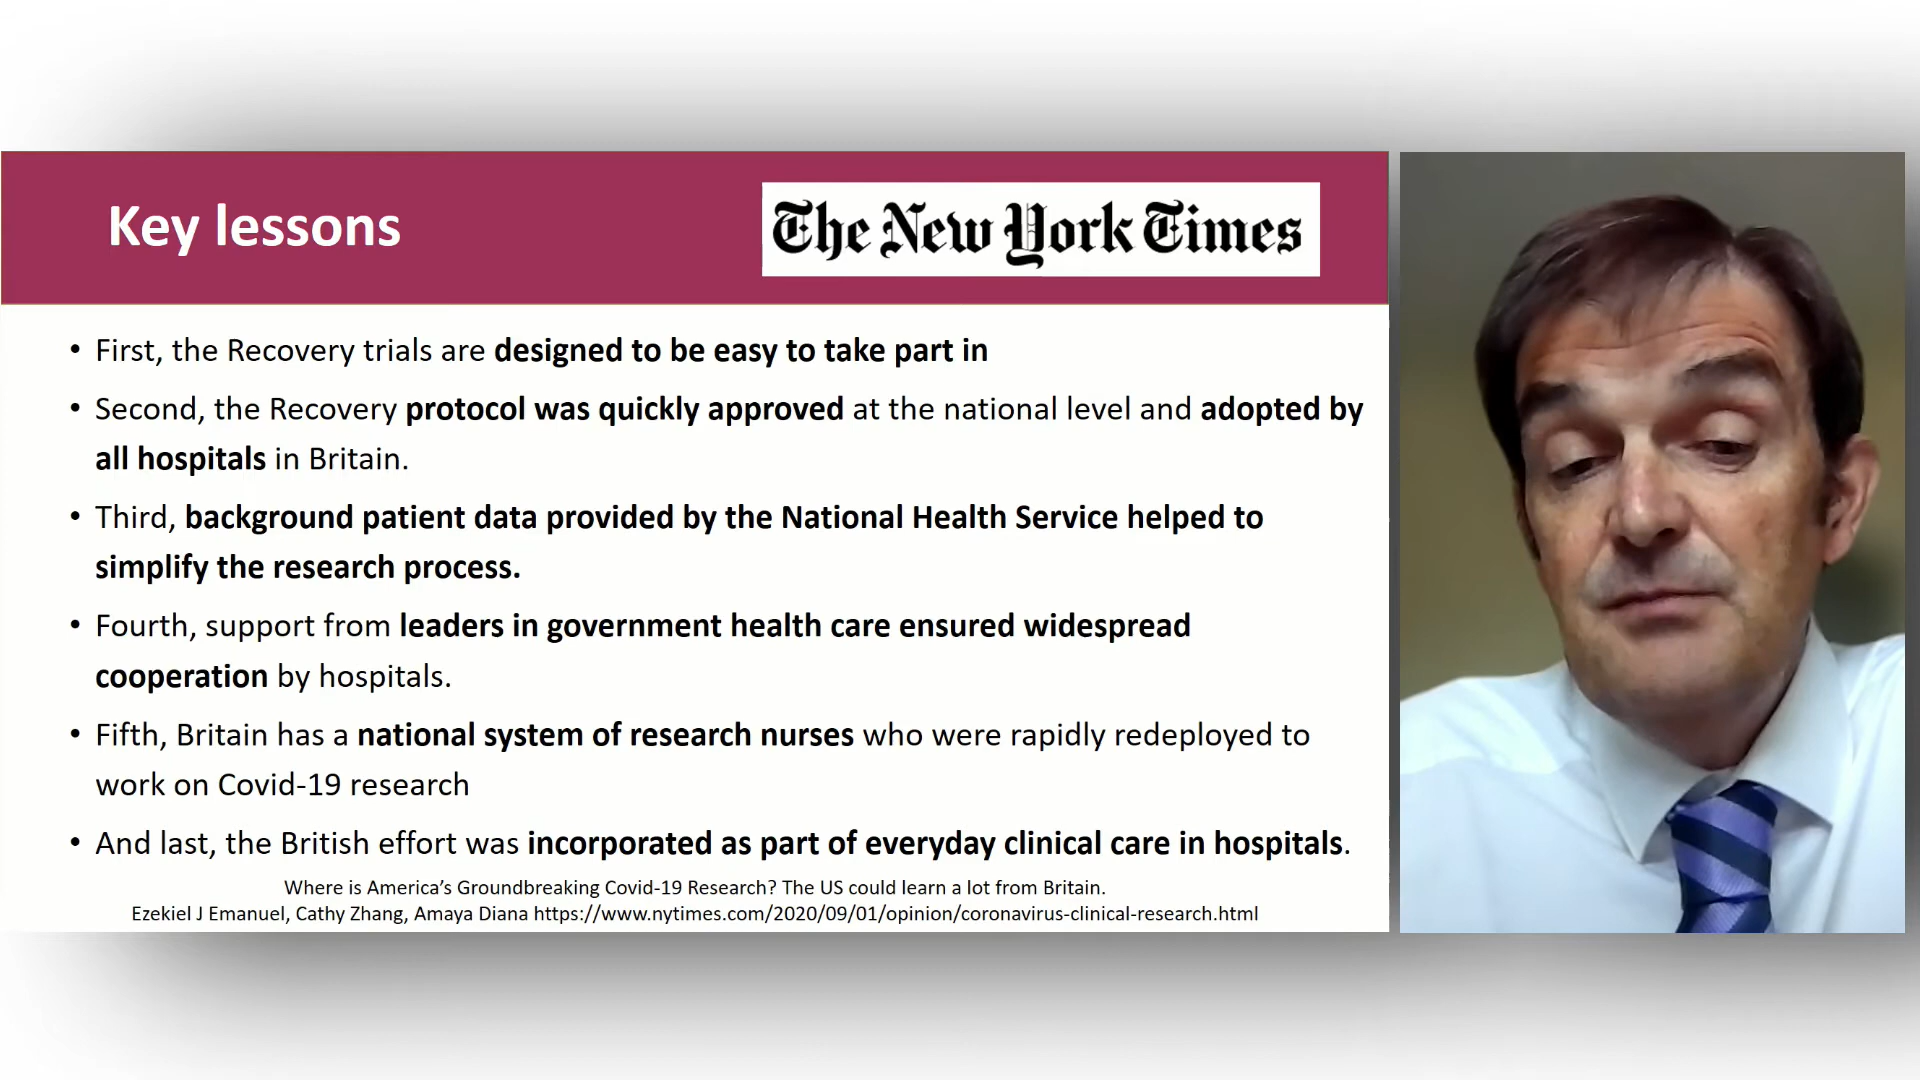 Key lessons
The New York Times
• First, the Recovery trials are designed to be easy to take part in
• Second, the Recovery protocol was quickly approved at the national level and adopted by
all hospitals in Britain.
• Third, background patient data provided by the National Health Service helped to
simplify the research process.
• Fourth, support from leaders in government health care ensured widespread
cooperation by hospitals.
• Fifth, Britain has a national system of research nurses who were rapidly redeployed to
work on Covid-19 research
• And last, the British effort was incorporated as part of everyday clinical care in hospitals.
Where is America’s Groundbreaking Covid-19 Research? The US could learn a lot from Britain.
Ezekiel J Emanuel, Cathy Zhang, Amaya Diana https://www.nytimes.com/2020/09/01/opinion/coronavirus-clinical-research.html